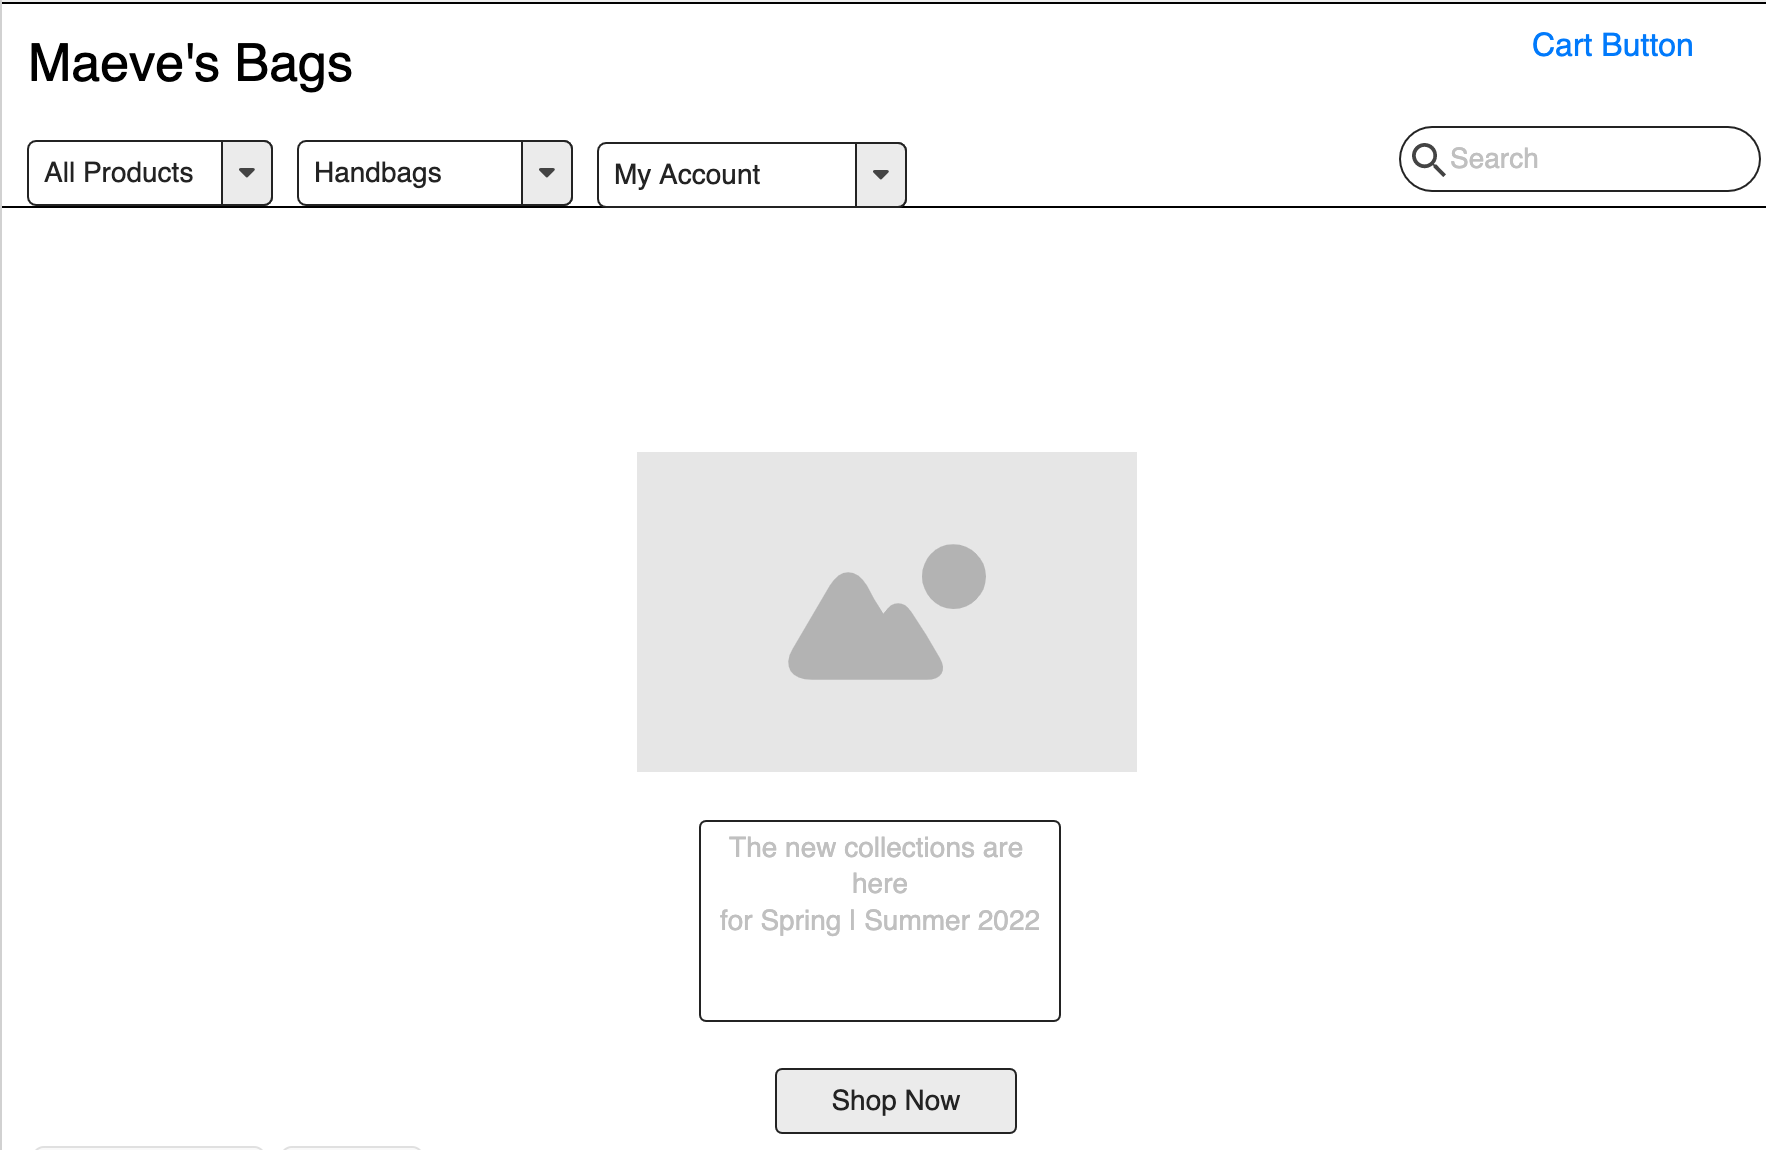 Maeve's Bags
Cart Button
All Products
Handbags
My Account
Search
The new collections are
here
for Spring | Summer 2022
Shop Now